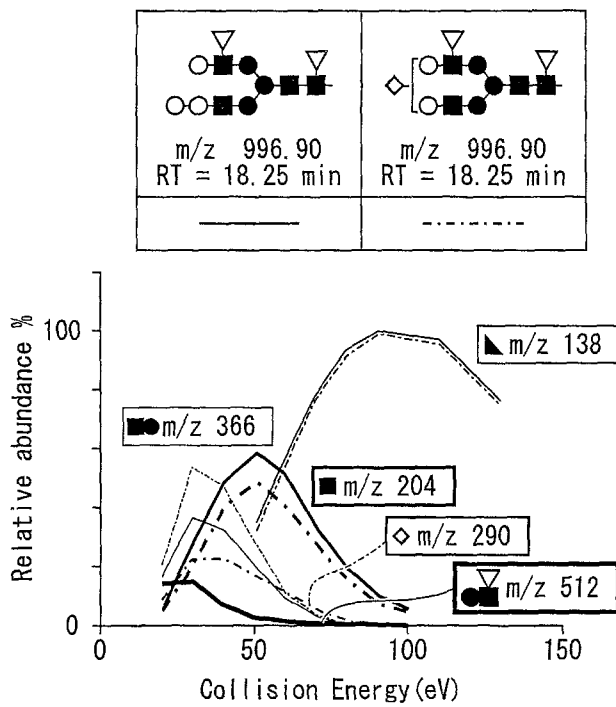 m/z 996.90
RT = 18.25 min
m/z 996.90
RT = 18.25 min
Relative abundance %
100
0
m/z 138
m/z 366
m/z 204
m/z 290
m/z 512
0
50
100
150
Collision Energy(eV)